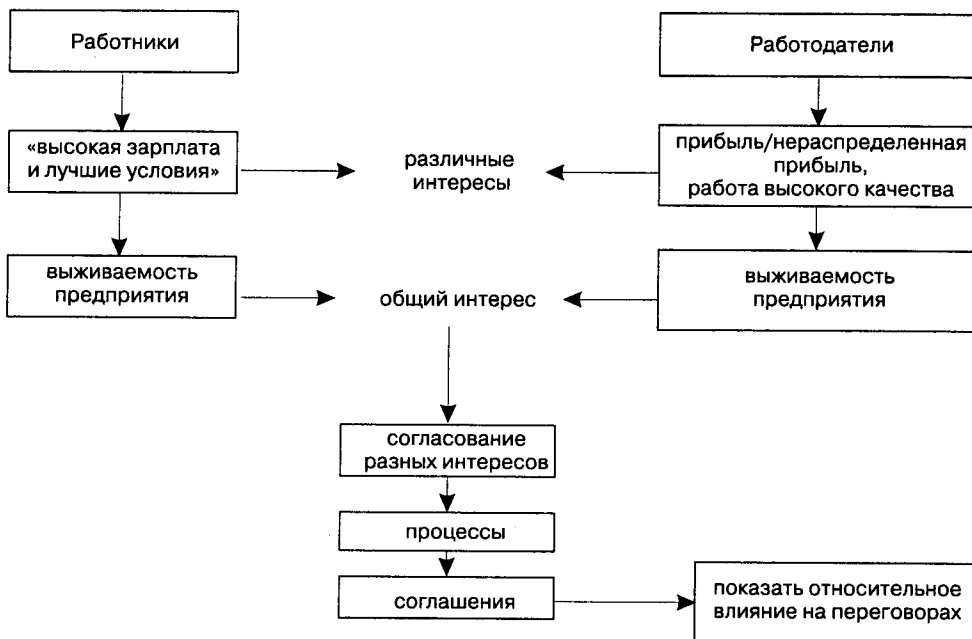 Работники
Работодатели
«высокая зарплата
и лучшие условия»
различные
интересы
прибыль/нераспределенная
прибыль,
работа высокого качества
выживаемость
предприятия
общий интерес
выживаемость
предприятия
согласование
разных интересов
процессы
соглашения
показать относительное
влияние на переговорах